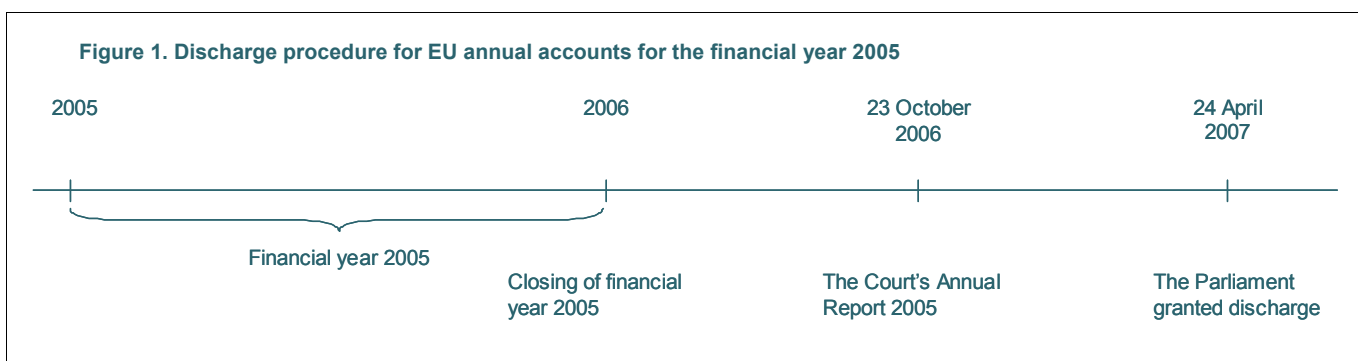 Figure 1. Discharge procedure for EU annual accounts for the financial year 2005
2005
2006
23 October
2006
24 April
2007
Financial year 2005
Closing of financial
year 2005
The Court's Annual
Report 2005
The Parliament
granted discharge